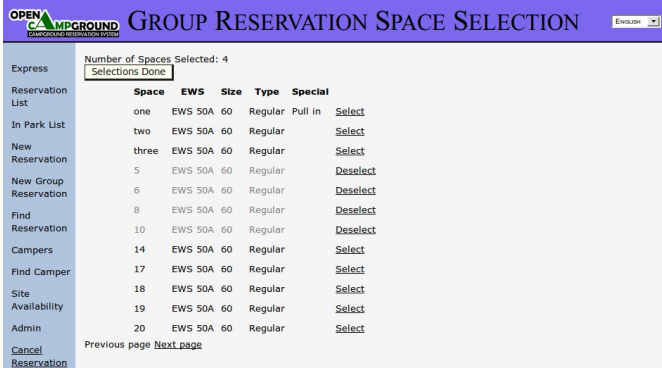 OPEN
CAMPGROUND
CAMPGROUND RESERVATION SYSTEM
GROUP RESERVATION SPACE SELECTION
ENGLISH
Express
Reservation
List
In Park List
New
Reservation
New Group
Reservation
Find
Reservation
Campers
Find Camper
Site
Availability
Admin
Cancel
Reservation
Number of Spaces Selected: 4
Selections Done
Space EWS Size Type Special
one EWS 50A 60 Regular Pull in Select
two EWS 50A 60 Regular Select
three EWS 50A 60 Regular Select
5 EWS 50A 60 Regular Deselect
6 EWS 50A 60 Regular Deselect
8 EWS 50A 60 Regular Deselect
10 EWS 50A 60 Regular Deselect
14 EWS 50A 60 Regular Select
17 EWS 50A 60 Regular Select
18 EWS 50A 60 Regular Select
19 EWS 50A 60 Regular Select
20 EWS 50A 60 Regular Select
Previous page Next page